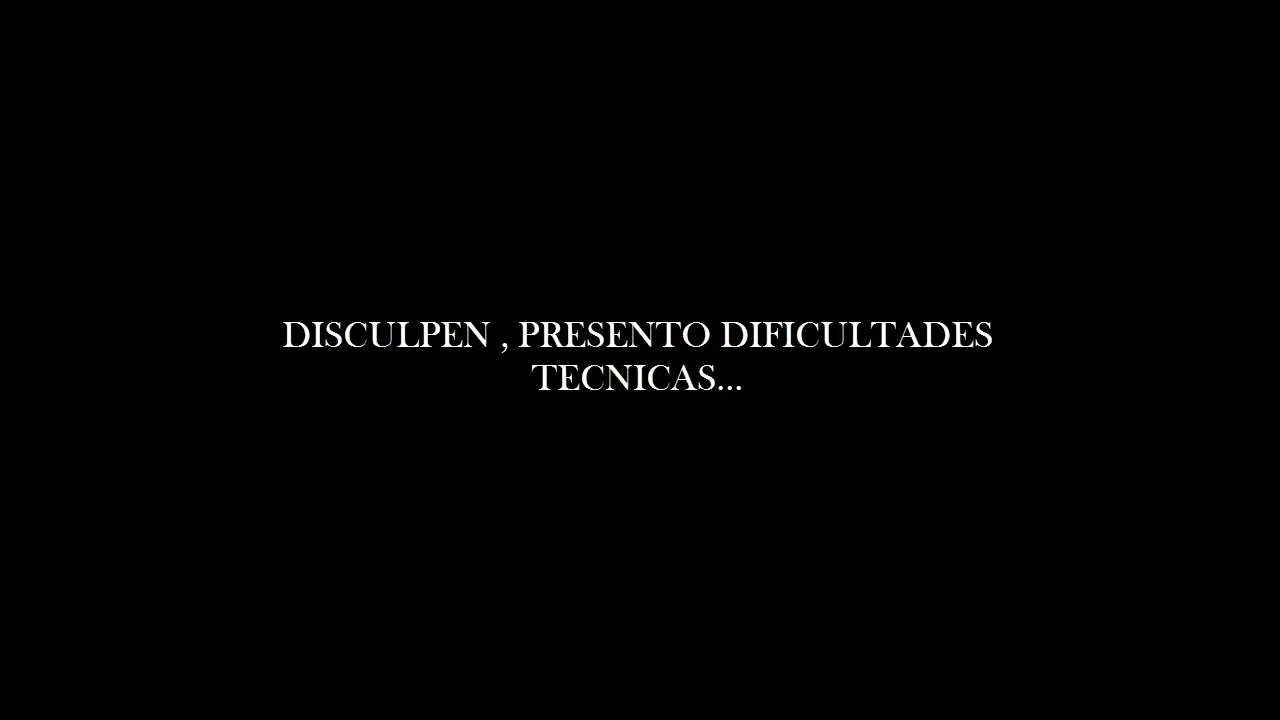 DISCULPEN , PRESENTO DIFICULTADES
TECNICAS...